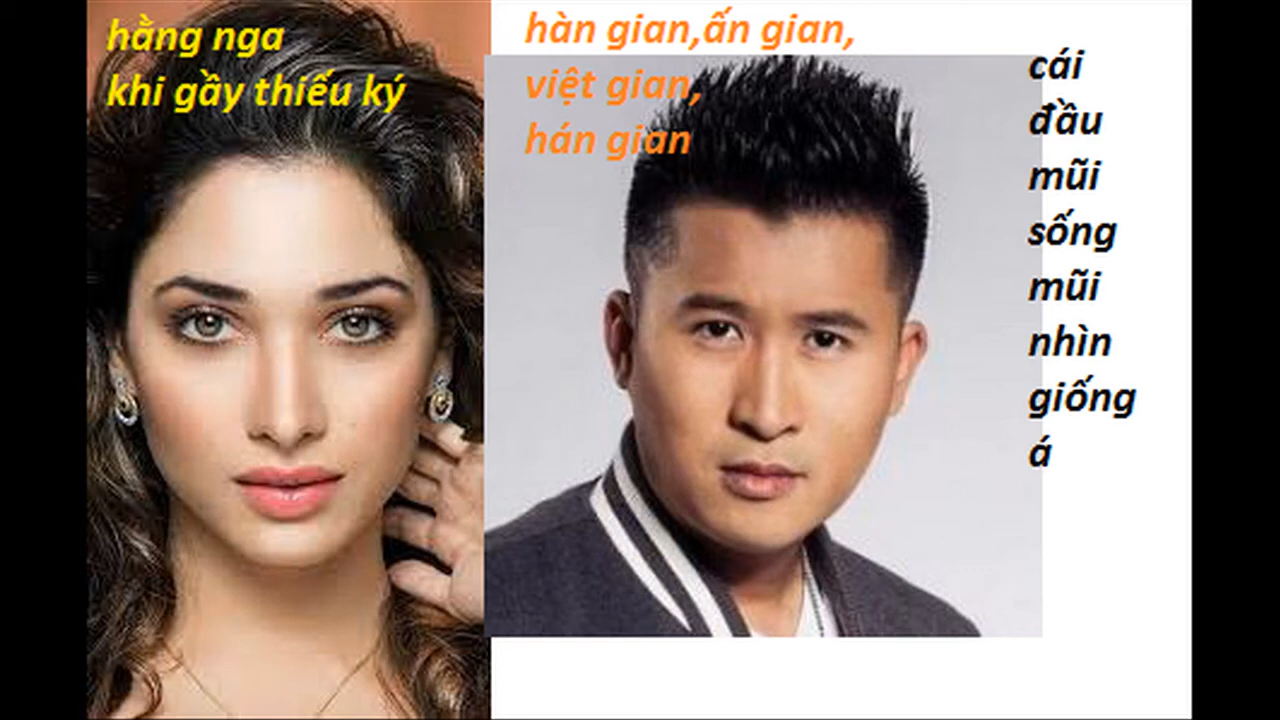 hằng nga
khi gầy thiếu ký
hàn gian,ấn gian,
việt gian,
hán gian
cái
đầu
mũi
sống
mũi
nhìn
giống
á